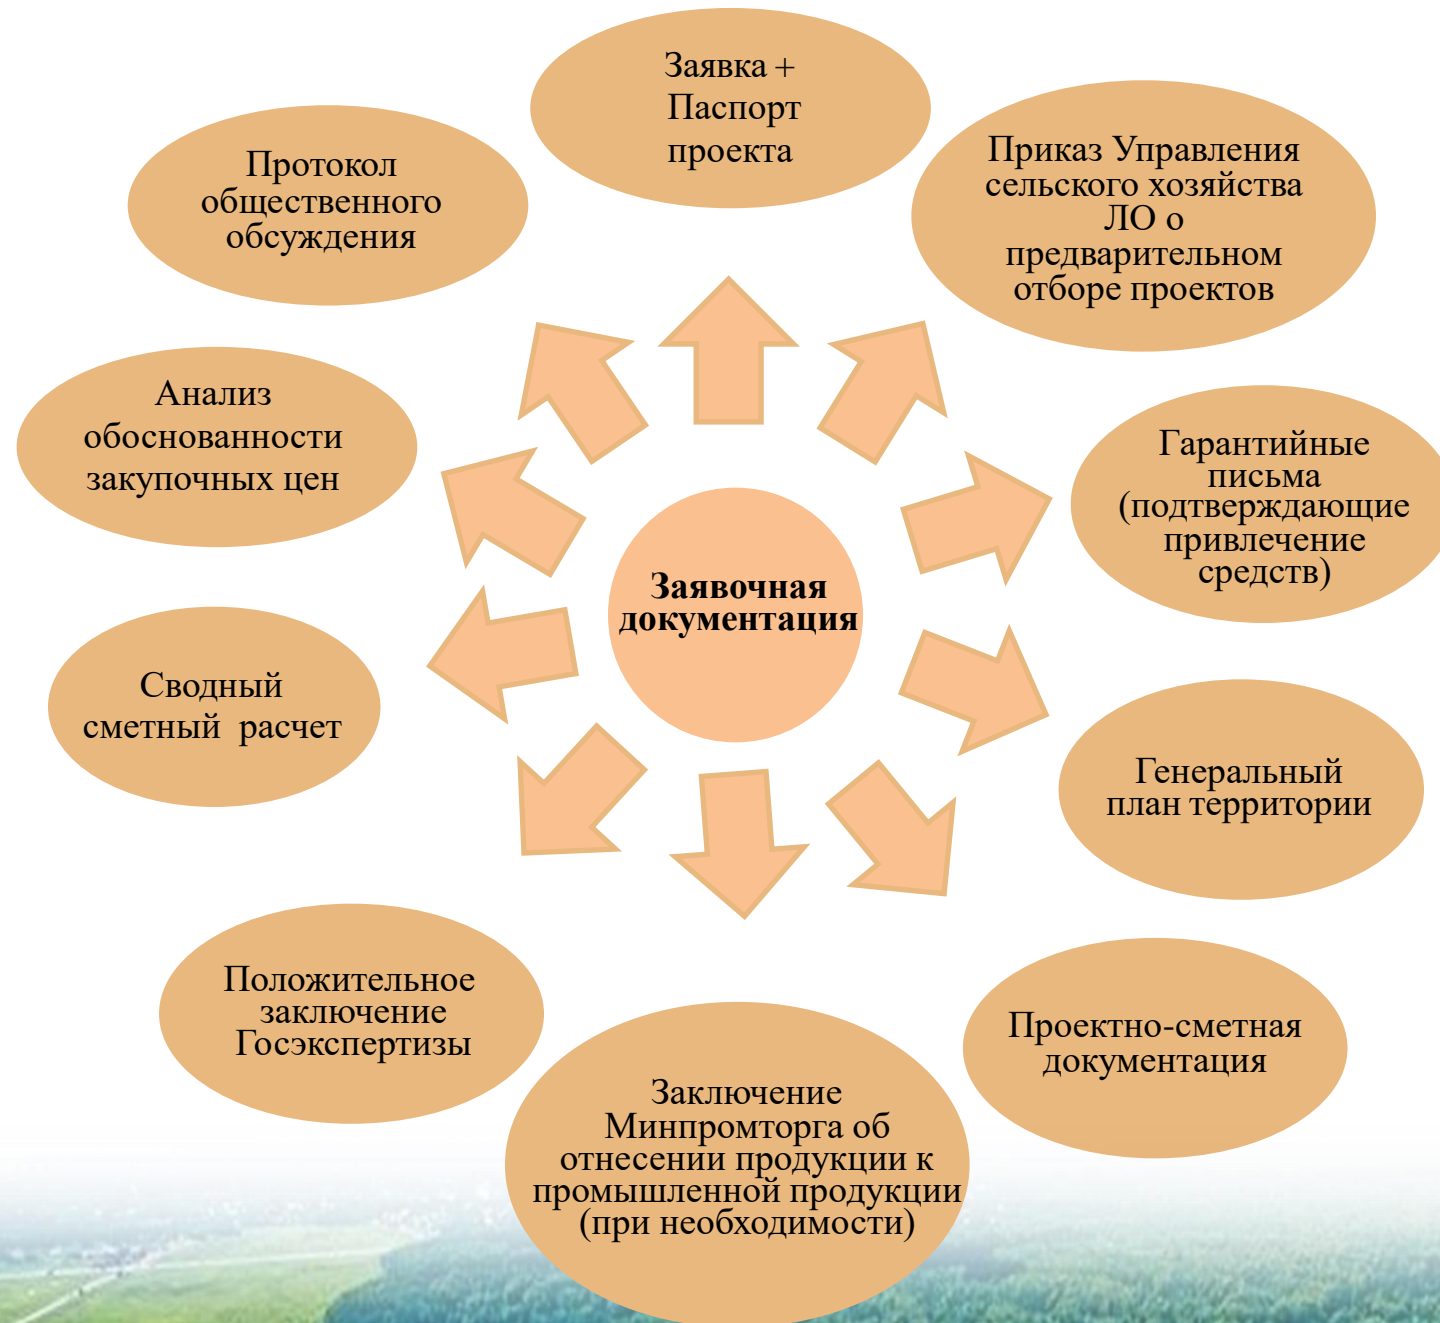 Заявка +
Паспорт
проекта
Приказ Управления
сельского хозяйства
ЛО о
предварительном
отборе проектов
Гарантийные
письма
(подтверждающие
привлечение
средств)
Генеральный
план территории
Проектно-сметная
документация
Заключение
Минпромторга об
отнесении продукции к
промышленной продукции
(при необходимости)
Положительное
заключение
Госэкспертизы
Сводный
сметный расчет
Анализ
обоснованности
закупочных цен
Протокол
общественного
обсуждения
Заявочная
документация